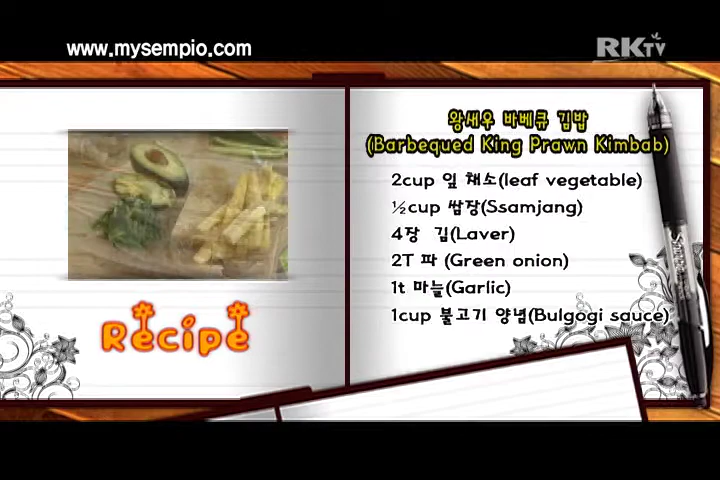 www.mysempio.com
RKTV
왕새우 바베큐 김밥
(Barbequed King Prawn Kimbab)
2cup 잎 채소(leaf vegetable)
½cup 쌈장(Ssamjang)
4장 김(Laver)
2T 파 (Green onion)
1t 마늘(Garlic)
1cup 불고기 양념(Bulgogi sauce)
Recipe